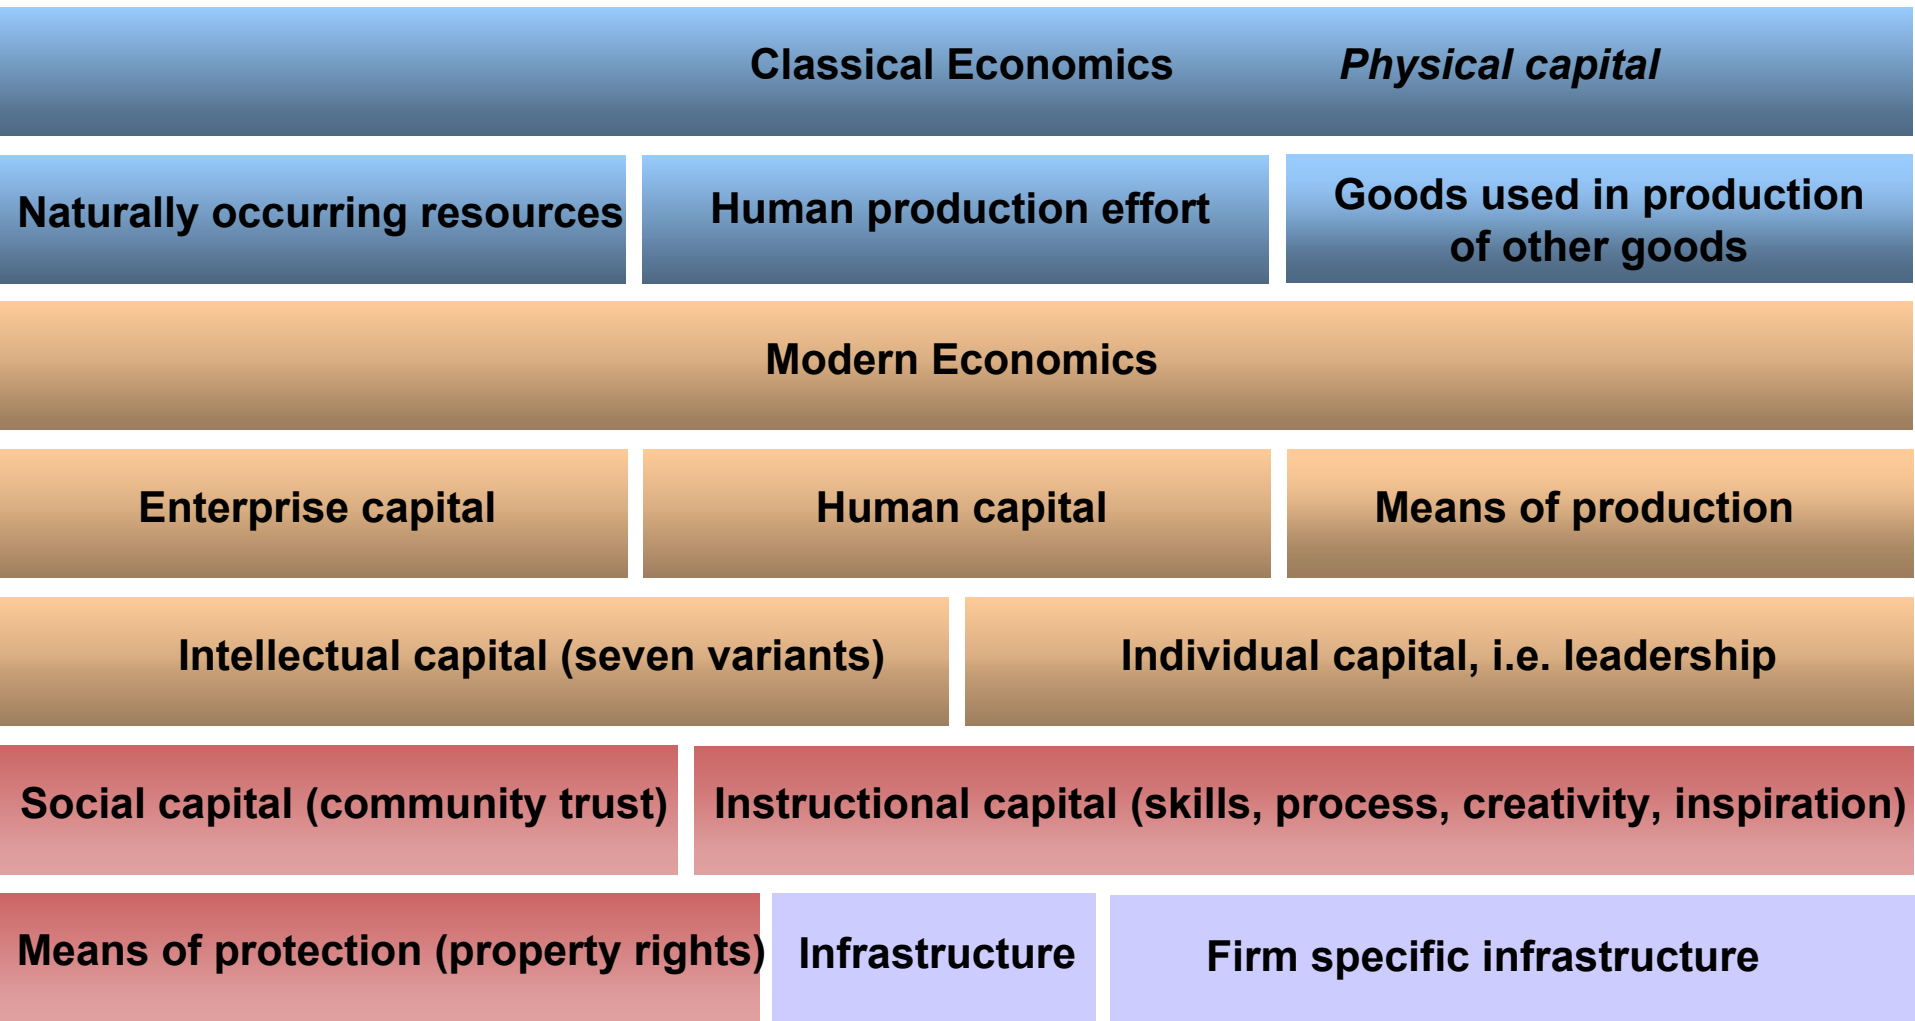 Classical Economics Physical capital
Naturally occurring resources
Human production effort
Goods used in production
of other goods
Modern Economics
Enterprise capital
Human capital
Means of production
Intellectual capital (seven variants)
Individual capital, i.e. leadership
Social capital (community trust)
Instructional capital (skills, process, creativity, inspiration)
Means of protection (property rights)
Infrastructure
Firm specific infrastructure